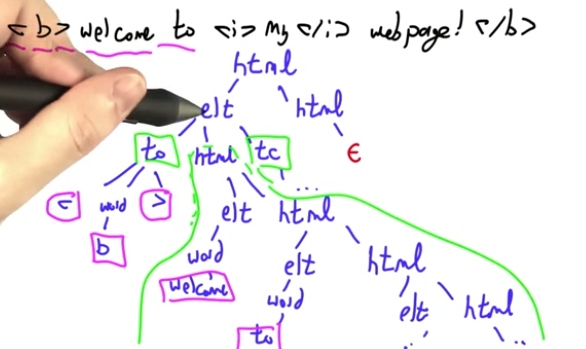 <b> welcome to <i> my </i> webpage! </b>
html
elt html
to html tc ε
< word > ...
b elt html
word elt html
welcome word elt html
to .. ..